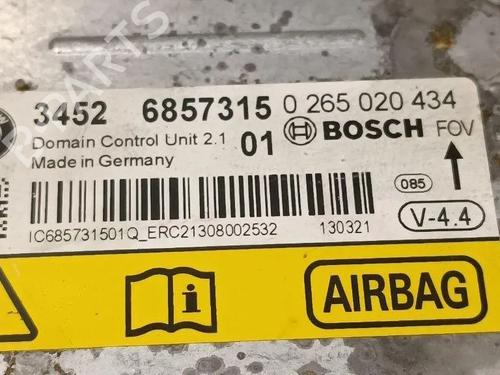 3452 6857315 0 265 020 434
Domain Control Unit 2.1 01 BOSCH FOV
Made in Germany
085
V-4.4
IC685731501Q_ERC21308002532 130321
i AIRBAG